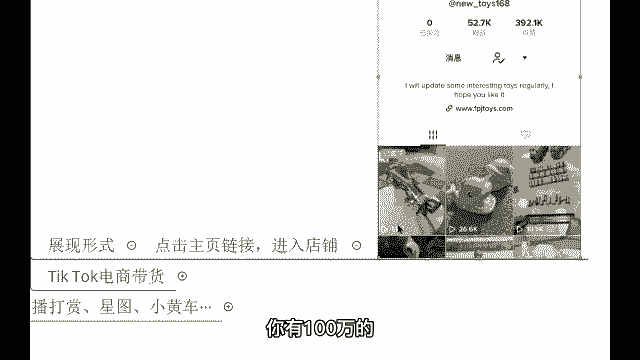 @new_toys168
0 52.7K 392.1K
消息
I will update some interesting toys regularly, I
hope you like it
www.fpjtoys.com
26.6K
展现形式 点击主页链接，进入店铺
TikTok电商带货
播打赏、星图、小黄车…
你有100万的